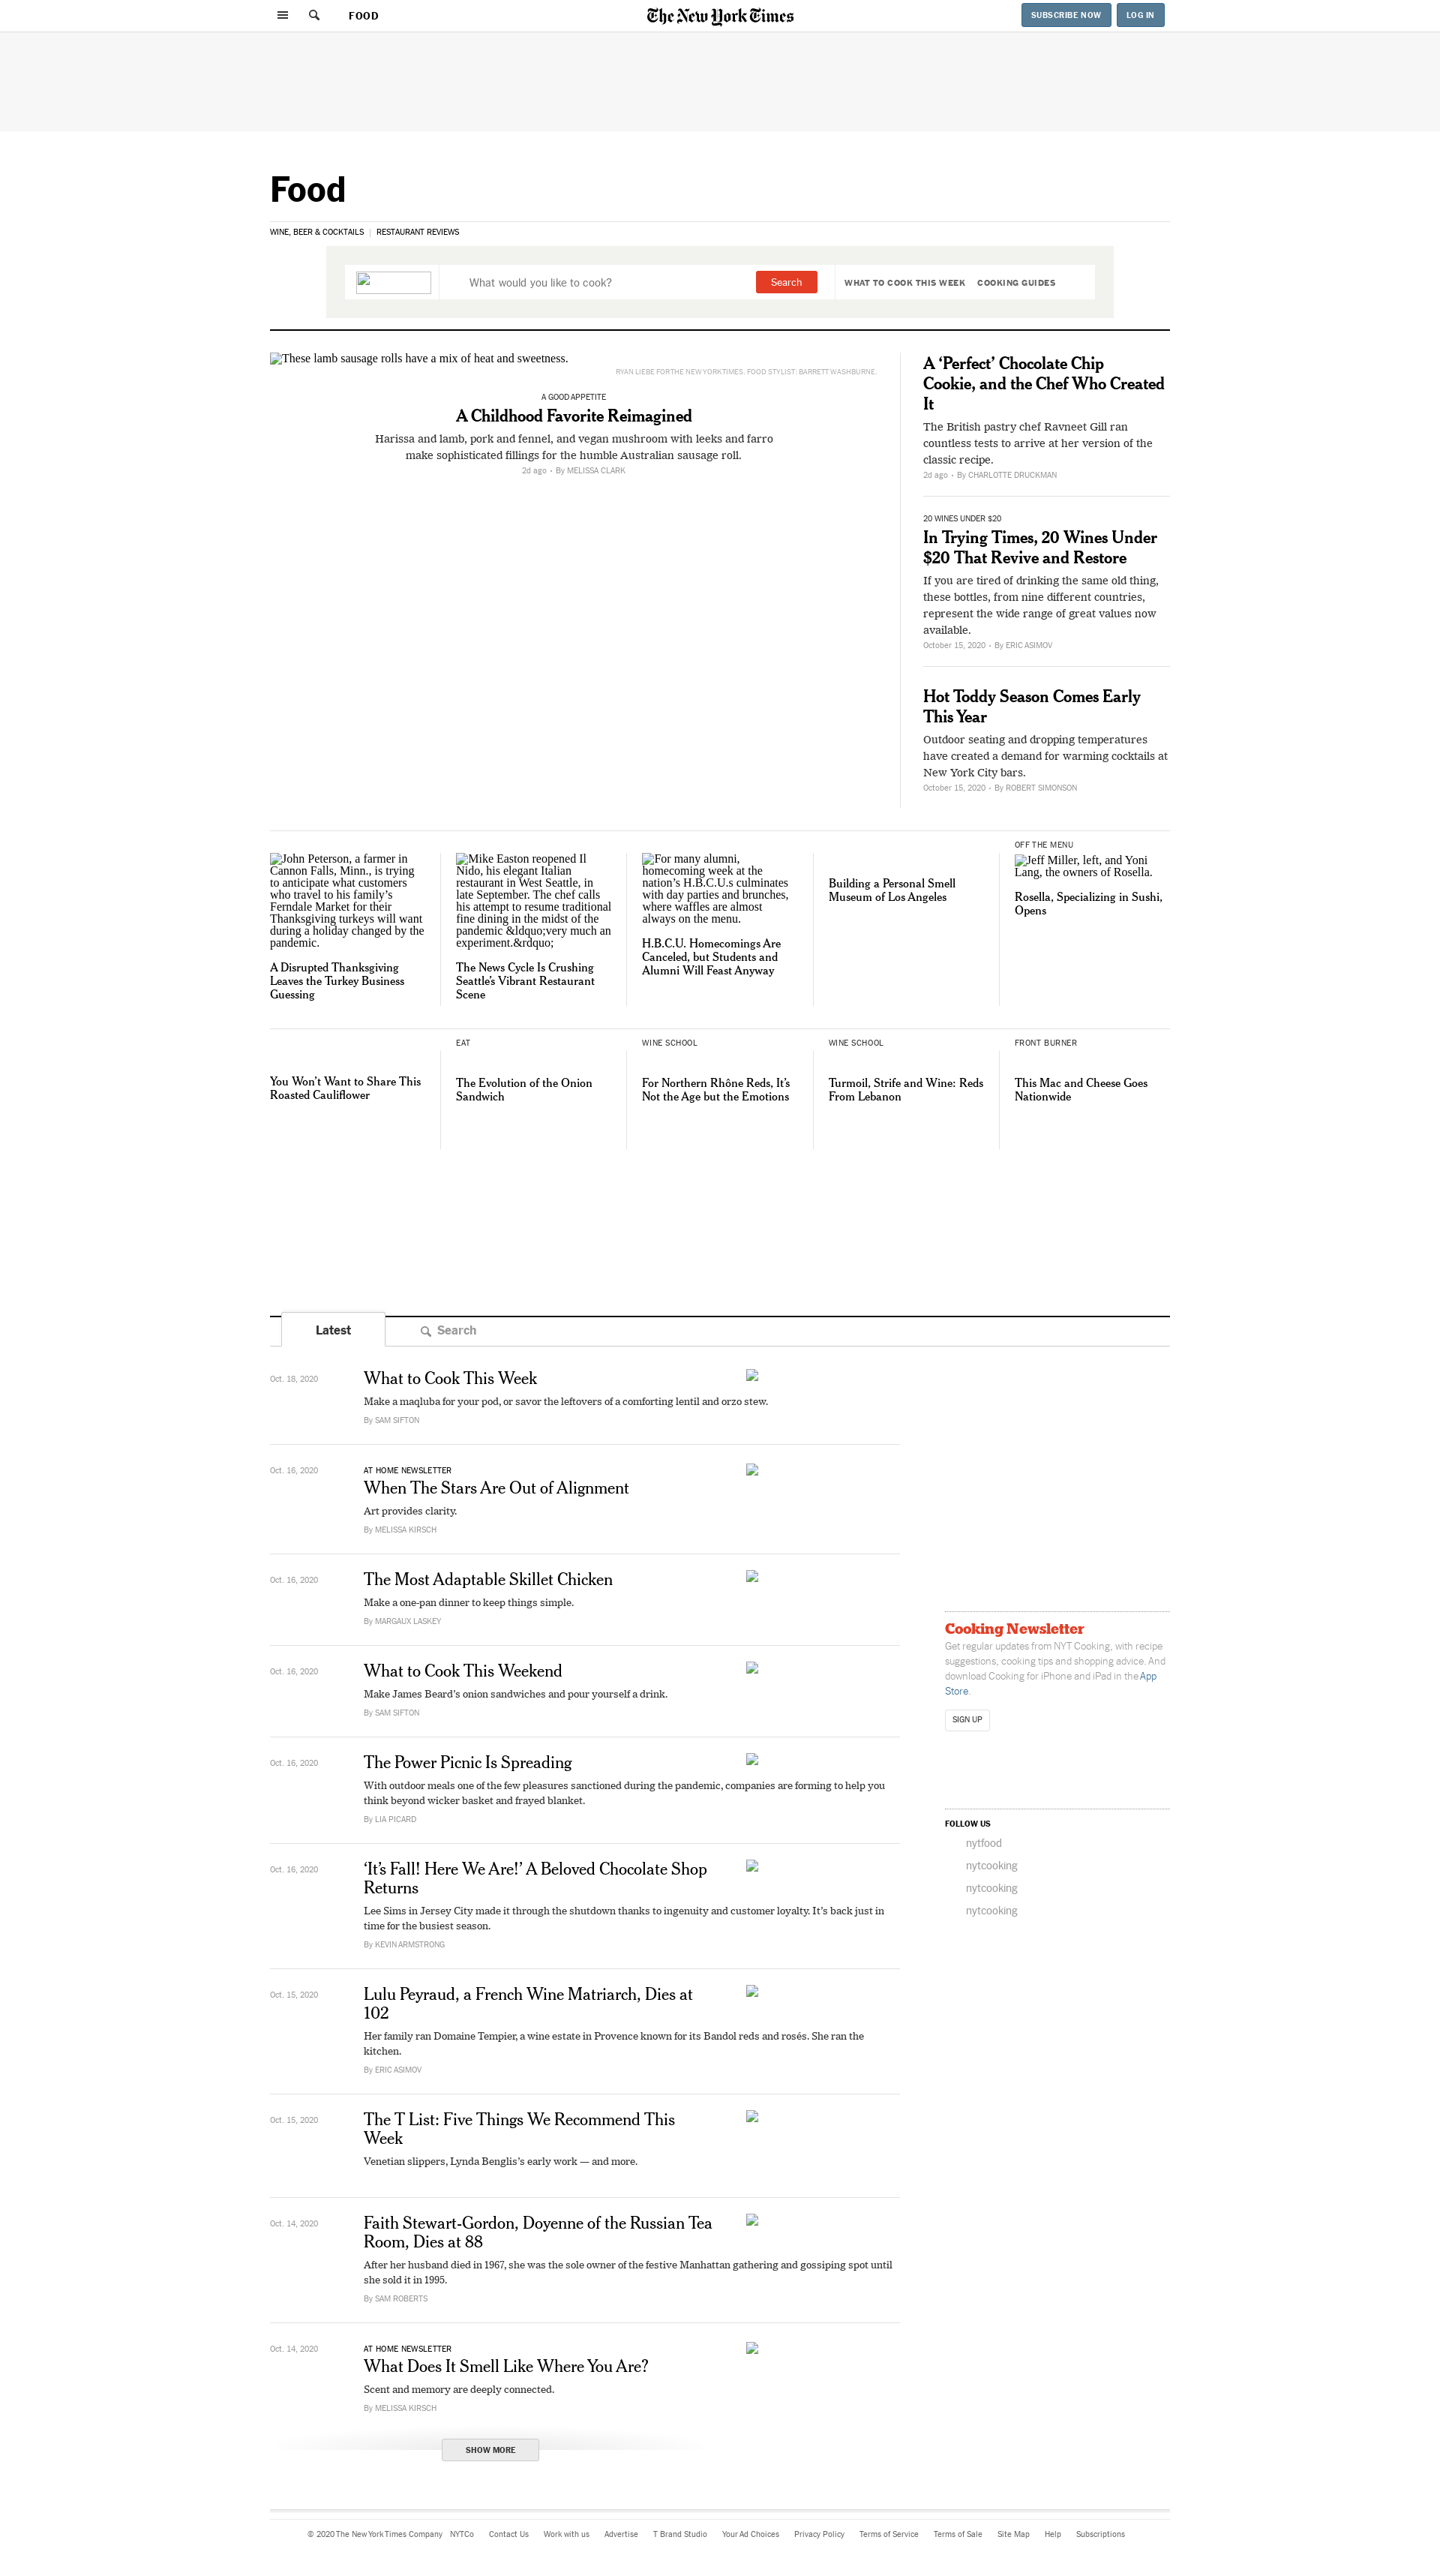 FOOD
The New York Times
SUBSCRIBE NOW
LOG IN
Food
WINE, BEER & COCKTAILS | RESTAURANT REVIEWS
What would you like to cook?
Search
WHAT TO COOK THIS WEEK
COOKING GUIDES
These lamb sausage rolls have a mix of heat and sweetness.
RYAN LIEBE FOR THE NEW YORK TIMES. FOOD STYLIST: BARRETT WASHBURNE.
A GOOD APPETITE
A Childhood Favorite Reimagined
Harissa and lamb, pork and fennel, and vegan mushroom with leeks and farro
make sophisticated fillings for the humble Australian sausage roll.
2d ago • By MELISSA CLARK
A ‘Perfect’ Chocolate Chip
Cookie, and the Chef Who Created
It
The British pastry chef Ravneet Gill ran
countless tests to arrive at her version of the
classic recipe.
2d ago • By CHARLOTTE DRUCKMAN
20 WINES UNDER $20
In Trying Times, 20 Wines Under
$20 That Revive and Restore
If you are tired of drinking the same old thing,
these bottles, from nine different countries,
represent the wide range of great values now
available.
October 15, 2020 • By ERIC ASIMOV
Hot Toddy Season Comes Early
This Year
Outdoor seating and dropping temperatures
have created a demand for warming cocktails at
New York City bars.
October 15, 2020 • By ROBERT SIMONSON
John Peterson, a farmer in
Cannon Falls, Minn., is trying
to anticipate what customers
who travel to his family’s
Ferndale Market for their
Thanksgiving turkeys will want
during a holiday changed by the
pandemic.
A Disrupted Thanksgiving
Leaves the Turkey Business
Guessing
Mike Easton reopened Il
Nido, his elegant Italian
restaurant in West Seattle, in
late September. The chef calls
his attempt to resume traditional
fine dining in the midst of the
pandemic &ldquo;very much an
experiment.&rdquo;
The News Cycle Is Crushing
Seattle’s Vibrant Restaurant
Scene
For many alumni,
homecoming week at the
nation’s H.B.C.U.s culminates
with day parties and brunches,
where waffles are almost
always on the menu.
H.B.C.U. Homecomings Are
Canceled, but Students and
Alumni Will Feast Anyway
Building a Personal Smell
Museum of Los Angeles
OFF THE MENU
Jeff Miller, left, and Yoni
Lang, the owners of Rosella.
Rosella, Specializing in Sushi,
Opens
You Won’t Want to Share This
Roasted Cauliflower
EAT
The Evolution of the Onion
Sandwich
WINE SCHOOL
For Northern Rhône Reds, It’s
Not the Age but the Emotions
WINE SCHOOL
Turmoil, Strife and Wine: Reds
From Lebanon
FRONT BURNER
This Mac and Cheese Goes
Nationwide
Latest
Search
Oct. 18, 2020
What to Cook This Week
Make a maqluba for your pod, or savor the leftovers of a comforting lentil and orzo stew.
By SAM SIFTON
Oct. 16, 2020
AT HOME NEWSLETTER
When The Stars Are Out of Alignment
Art provides clarity.
By MELISSA KIRSCH
Oct. 16, 2020
The Most Adaptable Skillet Chicken
Make a one-pan dinner to keep things simple.
By MARGAUX LASKEY
Oct. 16, 2020
What to Cook This Weekend
Make James Beard’s onion sandwiches and pour yourself a drink.
By SAM SIFTON
Oct. 16, 2020
The Power Picnic Is Spreading
With outdoor meals one of the few pleasures sanctioned during the pandemic, companies are forming to help you
think beyond wicker basket and frayed blanket.
By LIA PICARD
Oct. 16, 2020
‘It’s Fall! Here We Are!’ A Beloved Chocolate Shop
Returns
Lee Sims in Jersey City made it through the shutdown thanks to ingenuity and customer loyalty. It’s back just in
time for the busiest season.
By KEVIN ARMSTRONG
Oct. 15, 2020
Lulu Peyraud, a French Wine Matriarch, Dies at
102
Her family ran Domaine Tempier, a wine estate in Provence known for its Bandol reds and rosés. She ran the
kitchen.
By ERIC ASIMOV
Oct. 15, 2020
The T List: Five Things We Recommend This
Week
Venetian slippers, Lynda Benglis’s early work — and more.
Oct. 14, 2020
Faith Stewart-Gordon, Doyenne of the Russian Tea
Room, Dies at 88
After her husband died in 1967, she was the sole owner of the festive Manhattan gathering and gossiping spot until
she sold it in 1995.
By SAM ROBERTS
Oct. 14, 2020
AT HOME NEWSLETTER
What Does It Smell Like Where You Are?
Scent and memory are deeply connected.
By MELISSA KIRSCH
SHOW MORE
Cooking Newsletter
Get regular updates from NYT Cooking, with recipe
suggestions, cooking tips and shopping advice. And
download Cooking for iPhone and iPad in the App
Store.
SIGN UP
FOLLOW US
nytfood
nytcooking
nytcooking
nytcooking
© 2020 The New York Times Company NYTCo Contact Us Work with us Advertise T Brand Studio Your Ad Choices Privacy Policy Terms of Service Terms of Sale Site Map Help Subscriptions